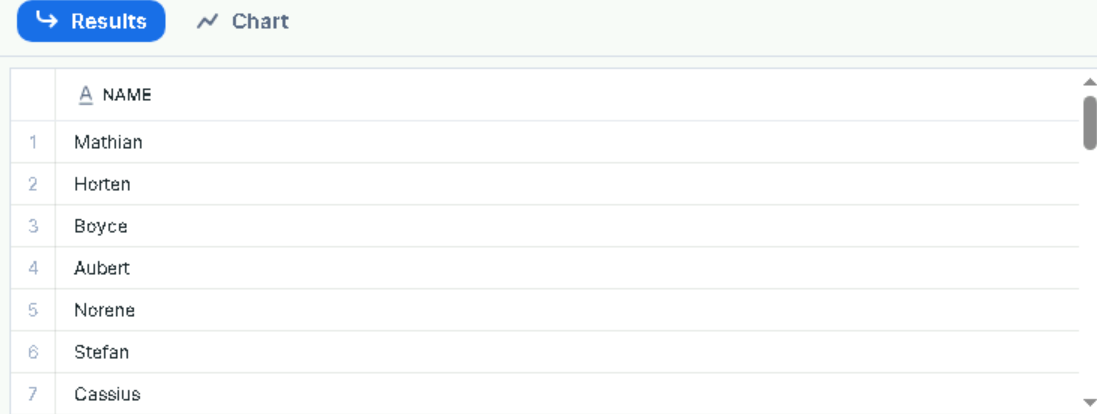 Results Chart
NAME
1 Mathian
2 Horten
3 Boyce
4 Aubert
5 Norene
6 Stefan
7 Cassius